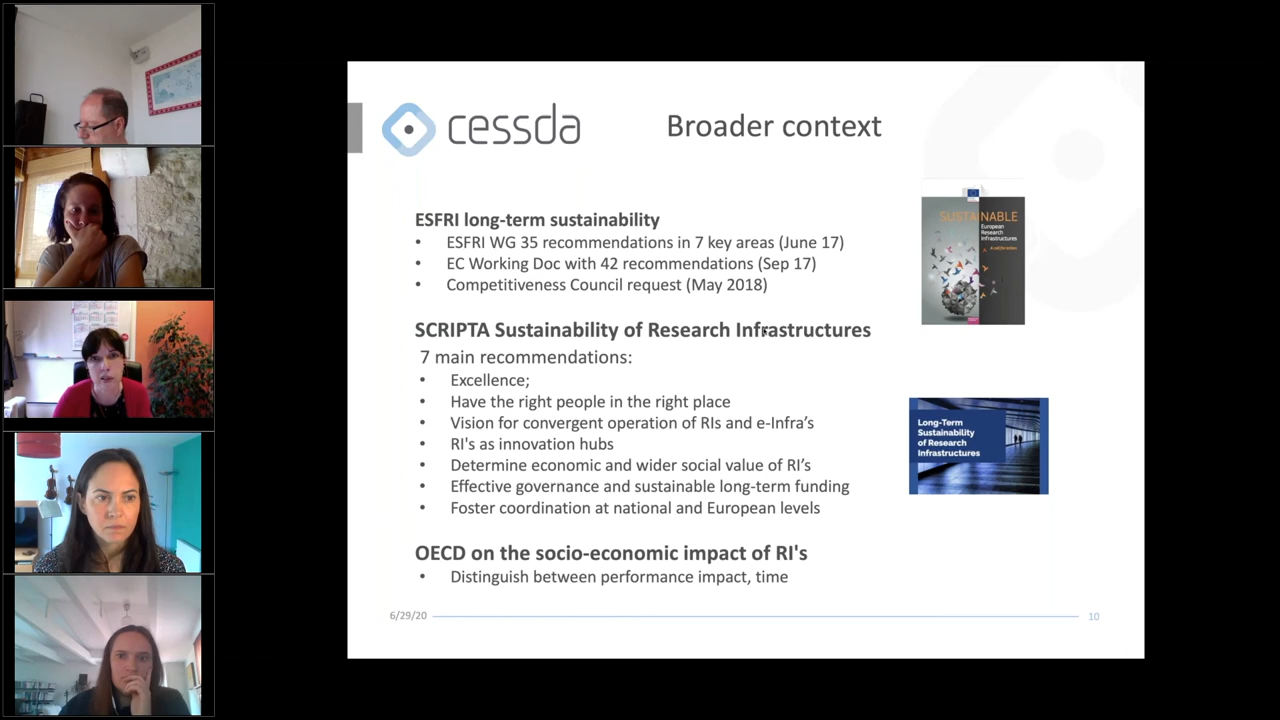 cessda
Broader context
ESFRI long-term sustainability
• ESFRI WG 35 recommendations in 7 key areas (June 17)
• EC Working Doc with 42 recommendations (Sep 17)
• Competitiveness Council request (May 2018)
SCRIPTA Sustainability of Research Infrastructures
7 main recommendations:
• Excellence;
• Have the right people in the right place
• Vision for convergent operation of RIs and e-Infra’s
• RI's as innovation hubs
• Determine economic and wider social value of RI’s
• Effective governance and sustainable long-term funding
• Foster coordination at national and European levels
OECD on the socio-economic impact of RI's
• Distinguish between performance impact, time
SUSTAINABLE
European
Research
Infrastructures
A call for action
Long-Term
Sustainability
of Research
Infrastructures
6/29/20
10